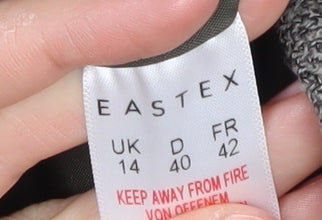 EASTEX
UK D FR
14 40 42
KEEP AWAY FROM FIRE
VON OFFENEM